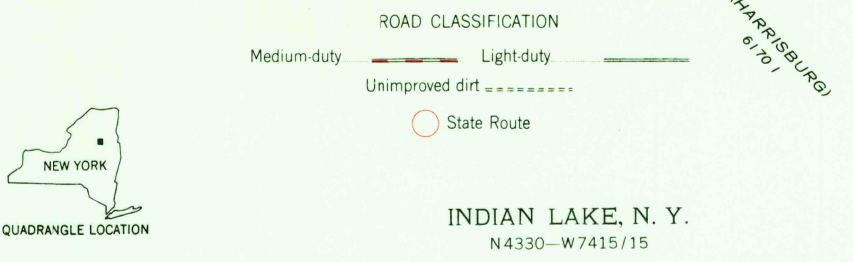 ROAD CLASSIFICATION
Medium-duty Light-duty
Unimproved dirt
State Route
HARRISBURG)
6170 I
NEW YORK
QUADRANGLE LOCATION
INDIAN LAKE, N. Y.
N4330—W7415/15